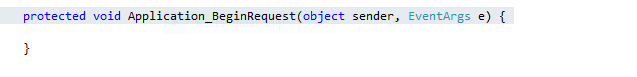 protected void Application_BeginRequest(object sender, EventArgs e) {
}